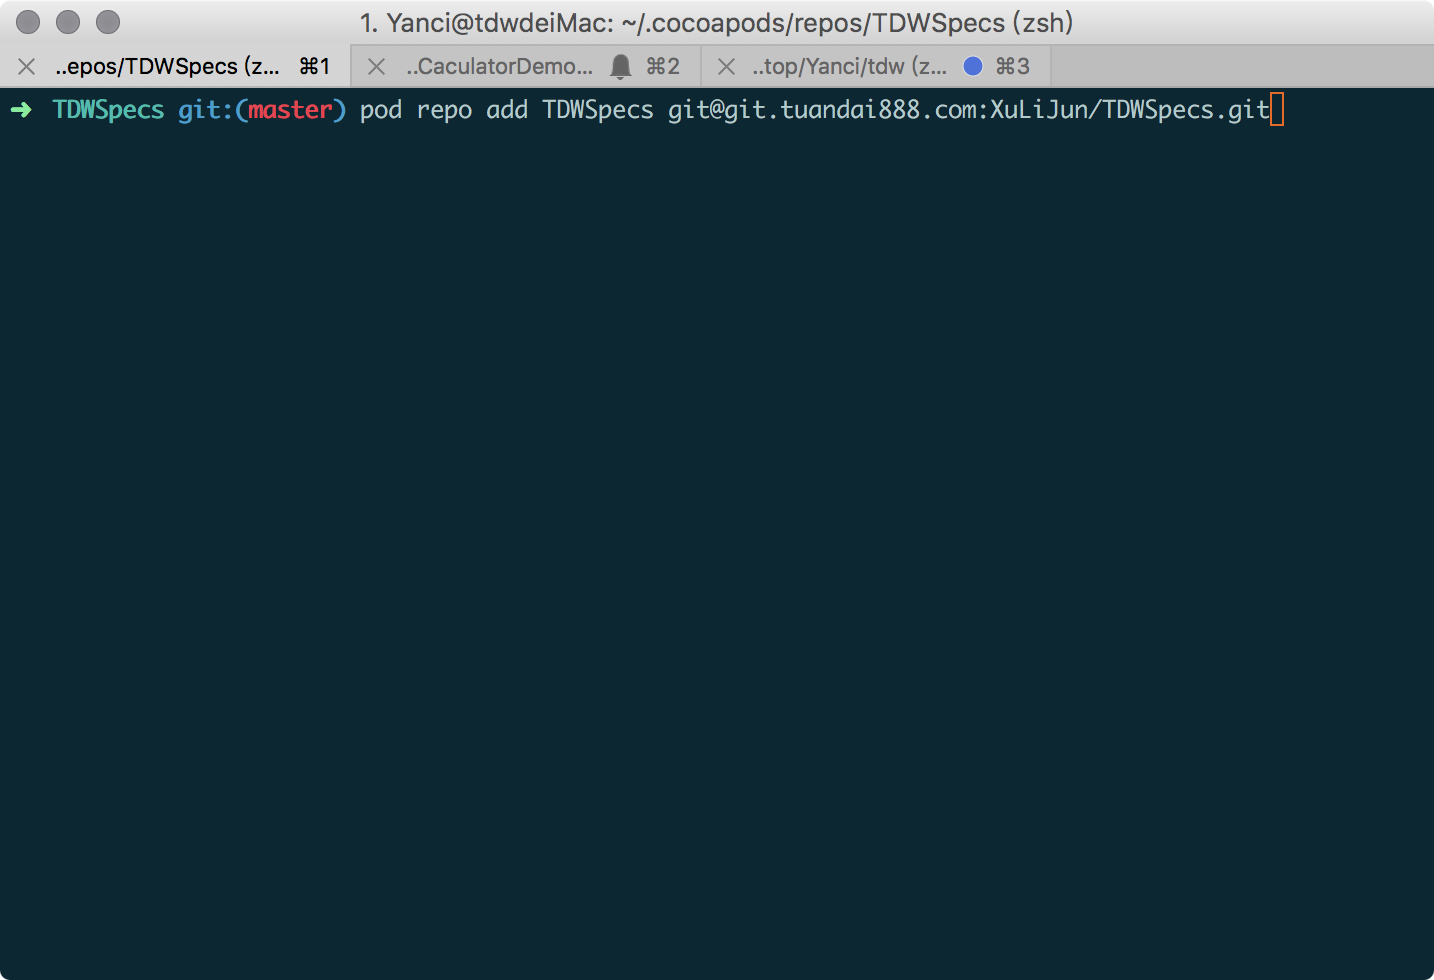 1. Yanci@tdwdeiMac: ~/.cocoapods/repos/TDWSpecs (zsh)
..epos/TDWSpecs (z... ⌘1 ..CaculatorDemo... ⌘2 ..top/Yanci/tdw (z... ⌘3
➜ TDWSpecs git:(master) pod repo add TDWSpecs git@git.tuandai888.com:XuLiJun/TDWSpecs.git